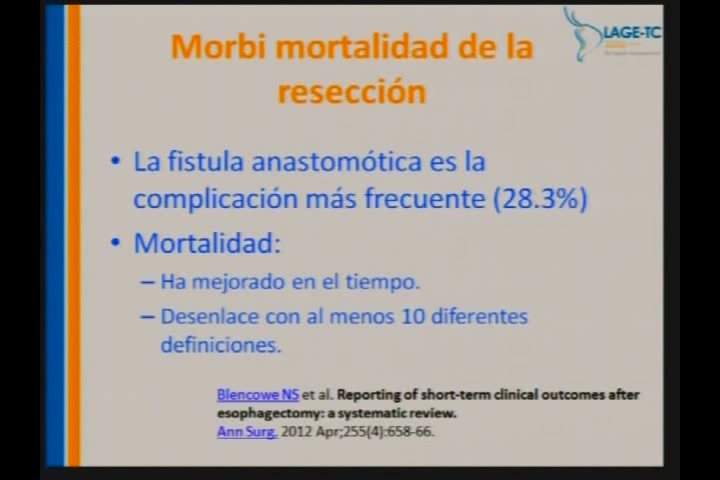 LAGE-TC
Morbi mortalidad de la
resección
• La fistula anastomótica es la
complicación más frecuente (28.3%)
• Mortalidad:
– Ha mejorado en el tiempo.
– Desenlace con al menos 10 diferentes
definiciones.
Blencowe NS et al. Reporting of short-term clinical outcomes after
esophagectomy: a systematic review.
Ann Surg. 2012 Apr;255(4):658-66.